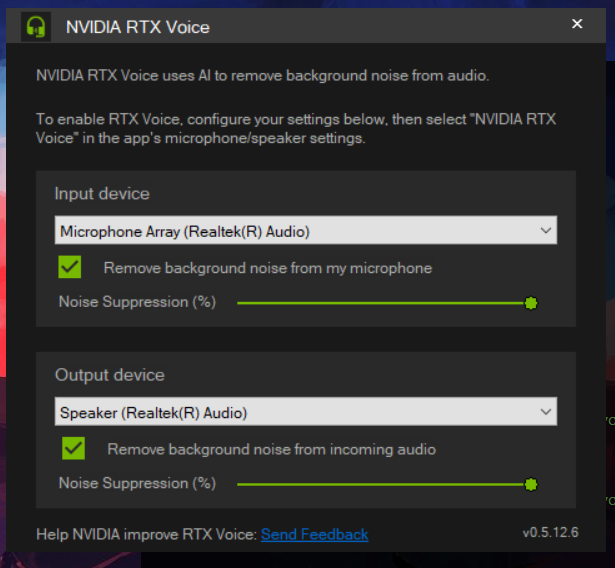 NVIDIA RTX Voice
NVIDIA RTX Voice uses AI to remove background noise from audio.
To enable RTX Voice, configure your settings below, then select "NVIDIA RTX
Voice" in the app's microphone/speaker settings.
Input device
Microphone Array (Realtek(R) Audio)
Remove background noise from my microphone
Noise Suppression (%)
Output device
Speaker (Realtek(R) Audio)
Remove background noise from incoming audio
Noise Suppression (%)
Help NVIDIA improve RTX Voice: Send Feedback
v0.5.12.6